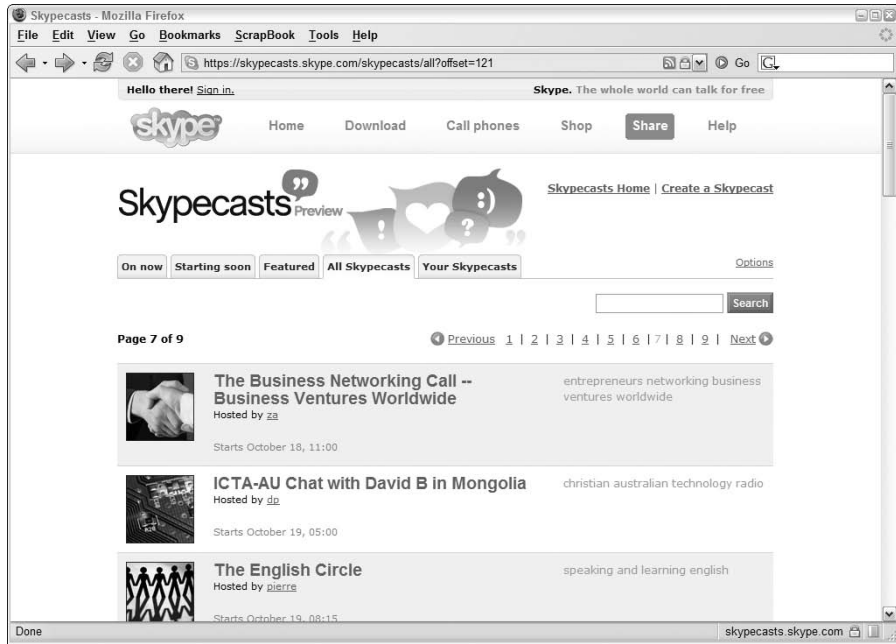 Skypecasts - Mozilla Firefox
File Edit View Go Bookmarks ScrapBook Tools Help
https://skypecasts.skype.com/skypecasts/all?offset=121 Go G
Hello there! Sign in. Skype. The whole world can talk for free
skype Home Download Call phones Shop Share Help
Skypecasts Preview ! ? :)
Skypecasts Home | Create a Skypecast
On now Starting soon Featured All Skypecasts Your Skypecasts Options
Search
Page 7 of 9 Previous 1 | 2 | 3 | 4 | 5 | 6 | 7 | 8 | 9 | Next
The Business Networking Call -- entrepreneurs networking business
Business Ventures Worldwide ventures worldwide
Hosted by za
Starts October 18, 11:00
ICTA-AU Chat with David B in Mongolia christian australian technology radio
Hosted by dp
Starts October 19, 05:00
The English Circle speaking and learning english
Hosted by pierre
Starts October 19, 08:15
Done skypecasts.skype.com